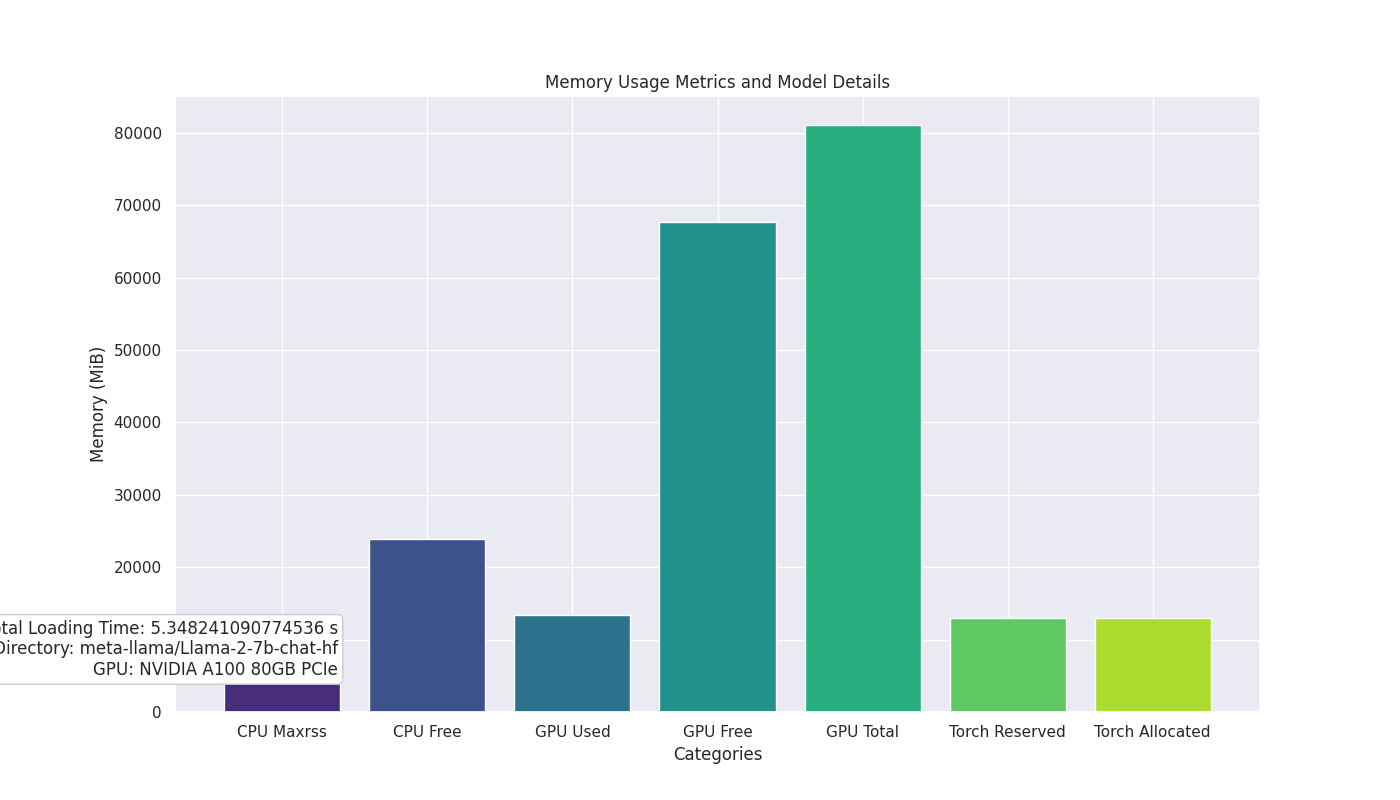 Memory Usage Metrics and Model Details
80000
70000
60000
50000
40000
30000
20000
0
Memory (MiB)
Loading Time: 5.348241090774536 s
Directory: meta-llama/Llama-2-7b-chat-hf
GPU: NVIDIA A100 80GB PCIe
CPU Maxrss
CPU Free
GPU Used
GPU Free
GPU Total
Torch Reserved
Torch Allocated
Categories